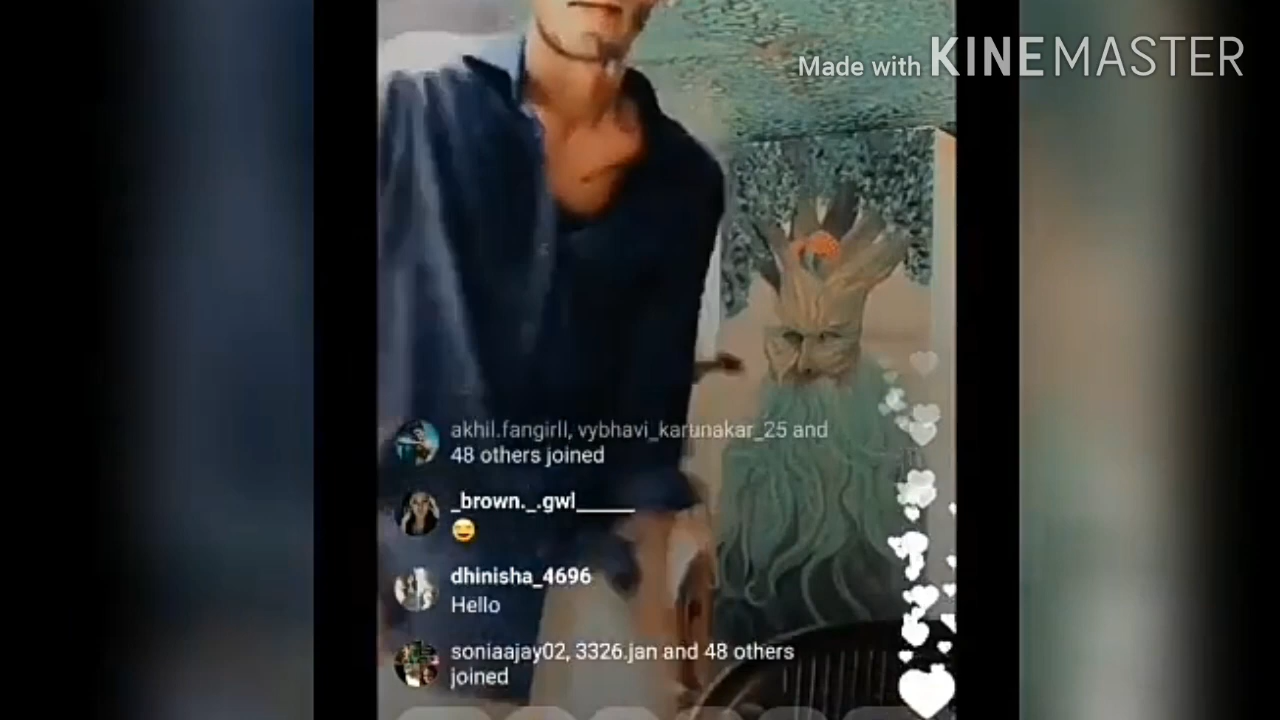 Made with KINEMASTER
akhil.fangirll, vybhavi_karunakar_25 and
48 others joined
_brown._.gwl_____
😅
dhinisha_4696
Hello
soniaajay02, 3326.jan and 48 others
joined